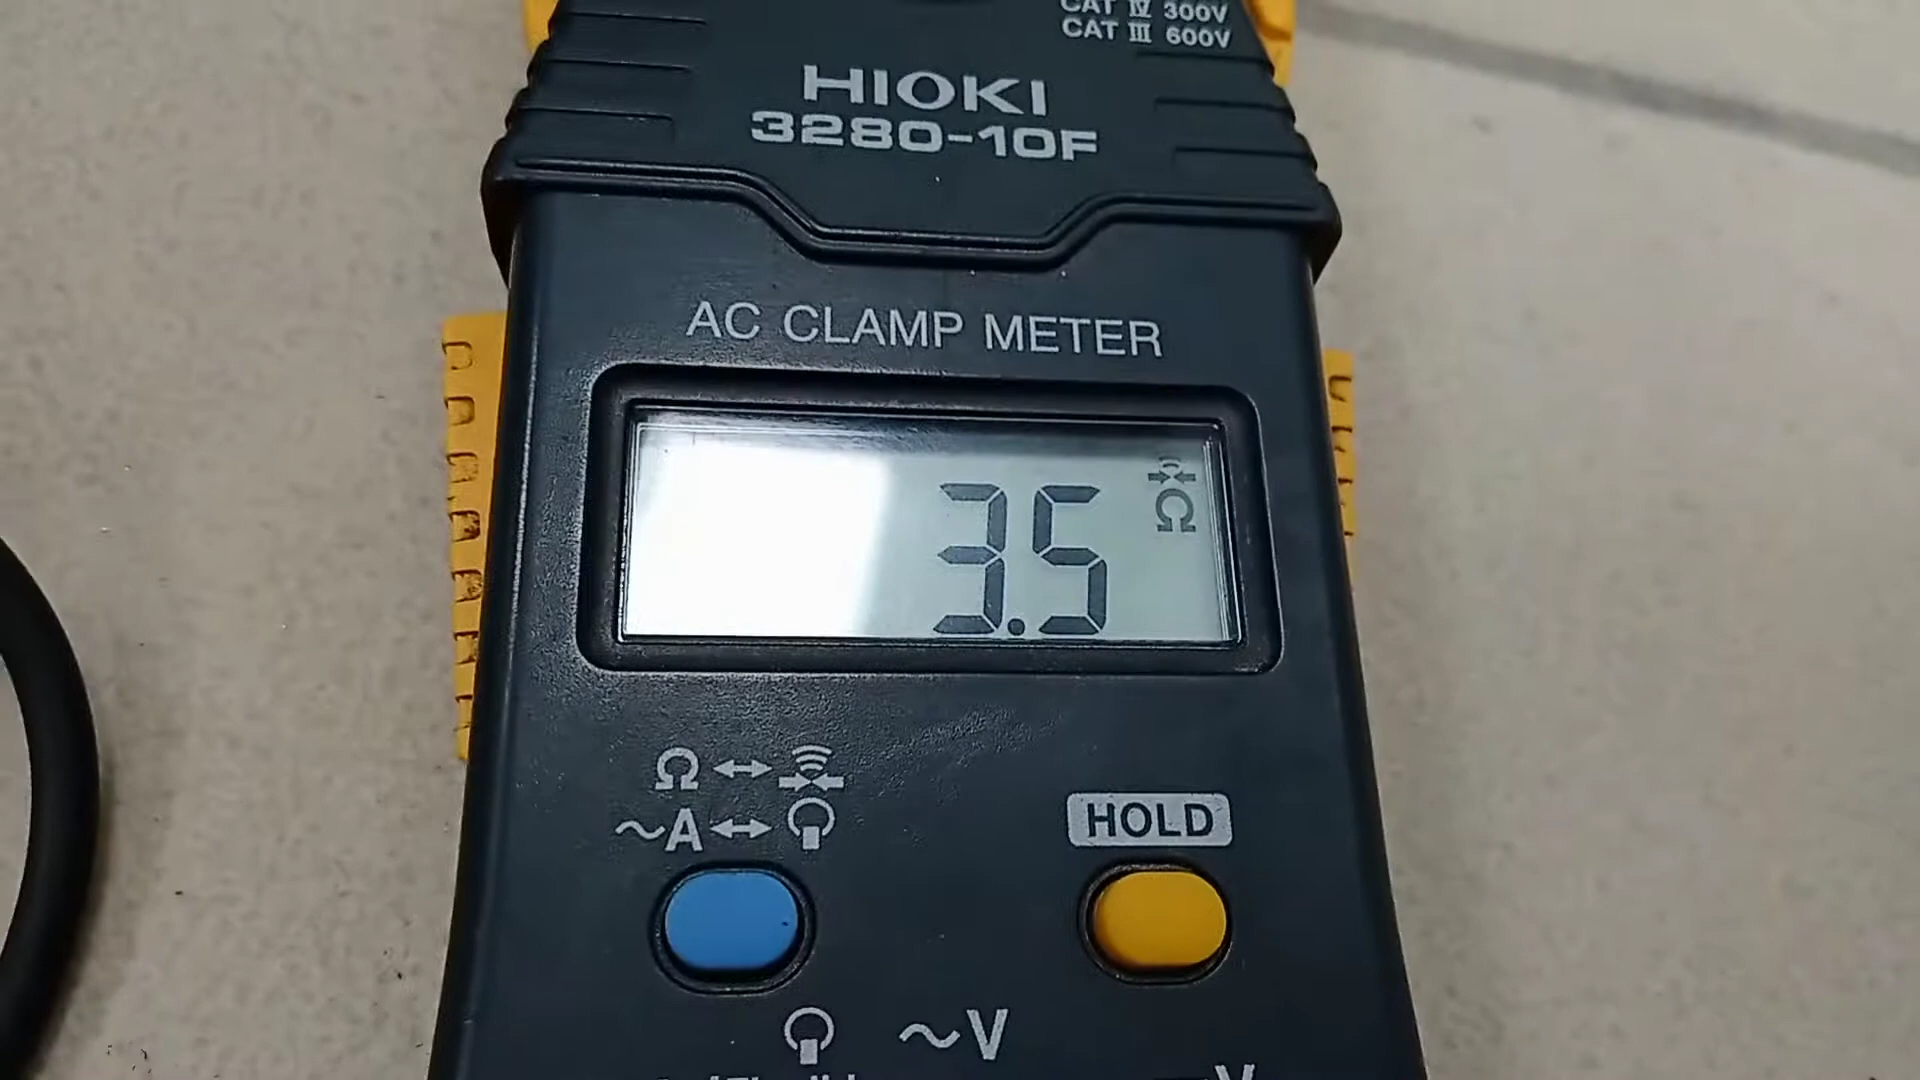 CAT IV 300V
CAT III 600V
HIOKI
3280-10F
AC CLAMP METER
3.5 Ω
Ω ↔
~A ↔
HOLD
~V
V